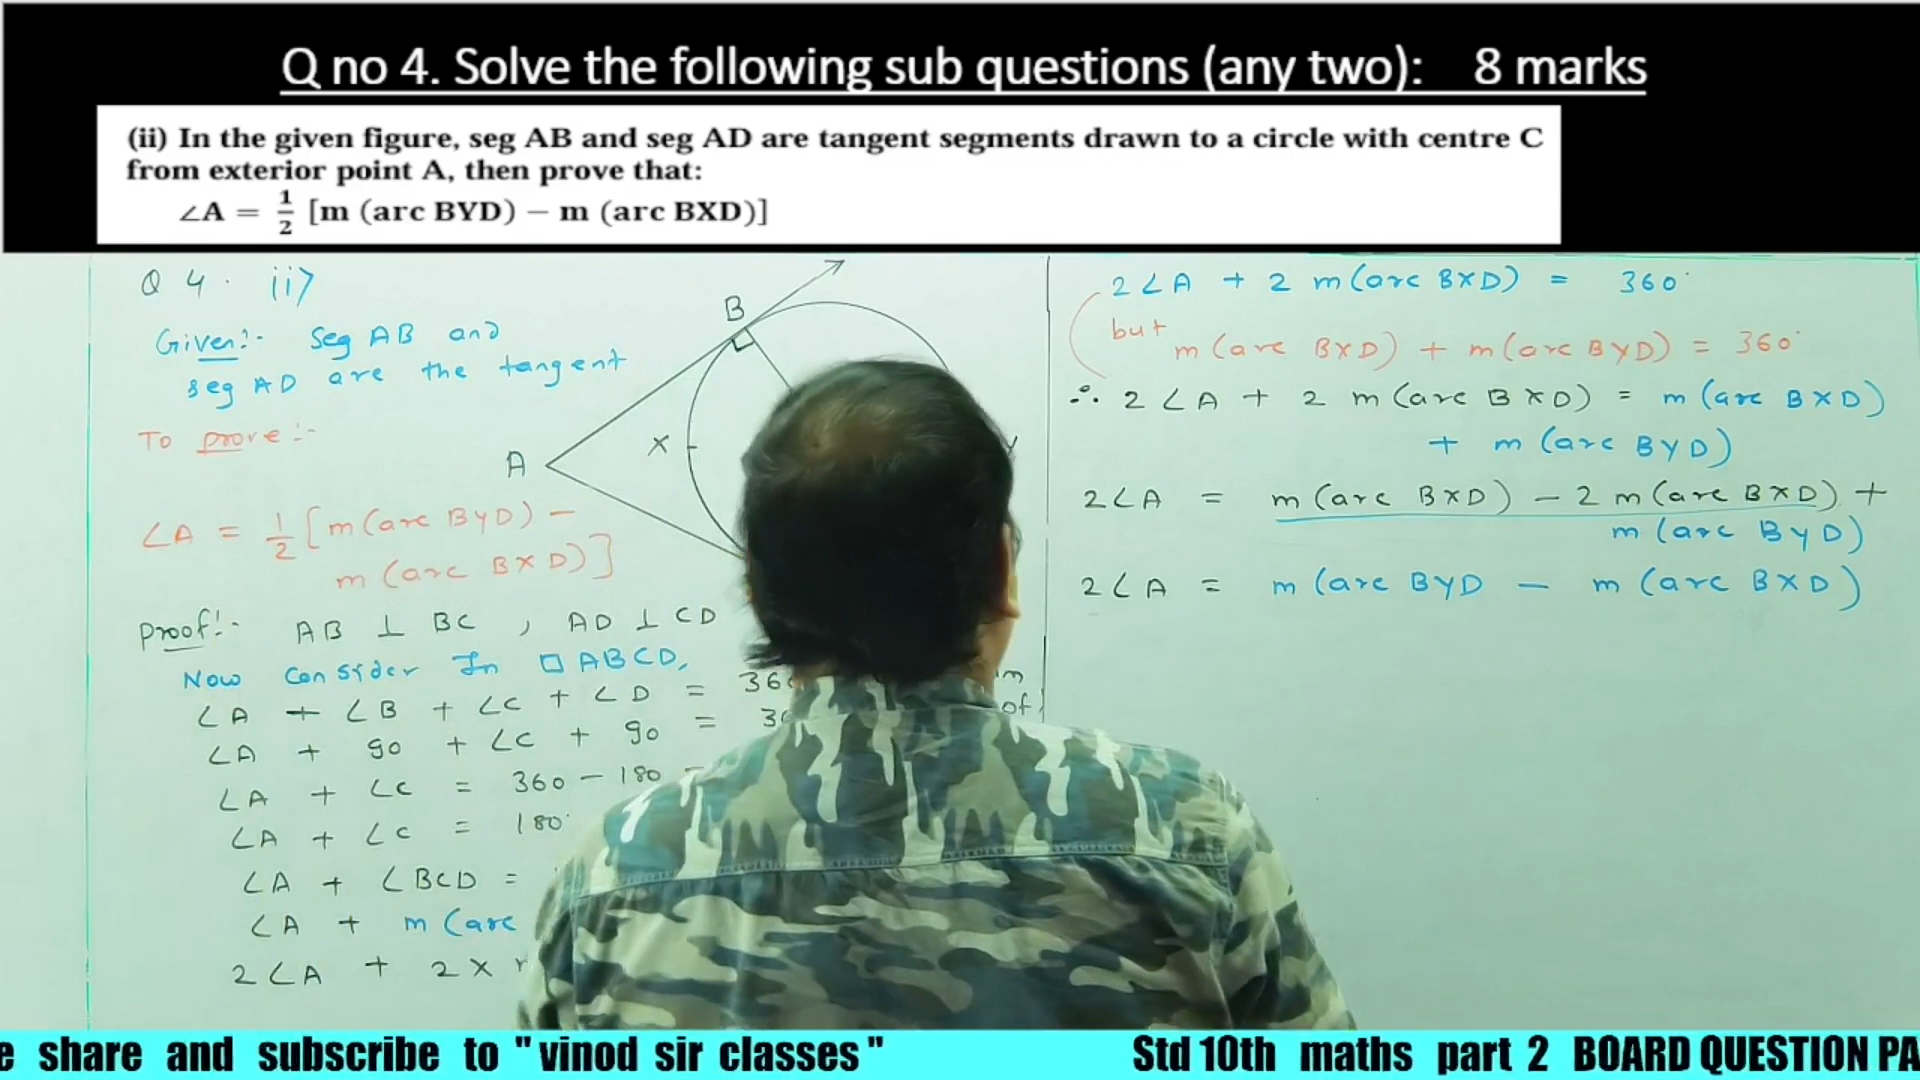 Q no 4. Solve the following sub questions (any two): 8 marks
(ii) In the given figure, seg AB and seg AD are tangent segments drawn to a circle with centre C
from exterior point A, then prove that:
∠A = 1/2 [m (arc BYD) − m (arc BXD)]
Q 4. ii)
Given:- seg AB and
seg AD are the tangent
To prove:-
∠A = 1/2 [m (arc BYD) −
m (arc BXD)]
B
X
A
Proof:- AB ⊥ BC , AD ⊥ CD
Now consider In □ABCD,
∠A + ∠B + ∠C + ∠D =
∠A + 90 + ∠C + 90 =
∠A + ∠C = 360 − 180
∠A + ∠C = 180°
∠A + ∠BCD =
∠A + m (arc
2∠A + 2 ×
of
2∠A + 2 m (arc BXD) = 360°
but
m (arc BXD) + m (arc BYD) = 360°
∴ 2∠A + 2 m (arc BXD) = m (arc BXD)
+ m (arc BYD)
2∠A = m (arc BXD) − 2 m (arc BXD) +
m (arc BYD)
2∠A = m (arc BYD − m (arc BXD)
share and subscribe to " vinod sir classes " Std 10th maths part 2 BOARD QUESTION